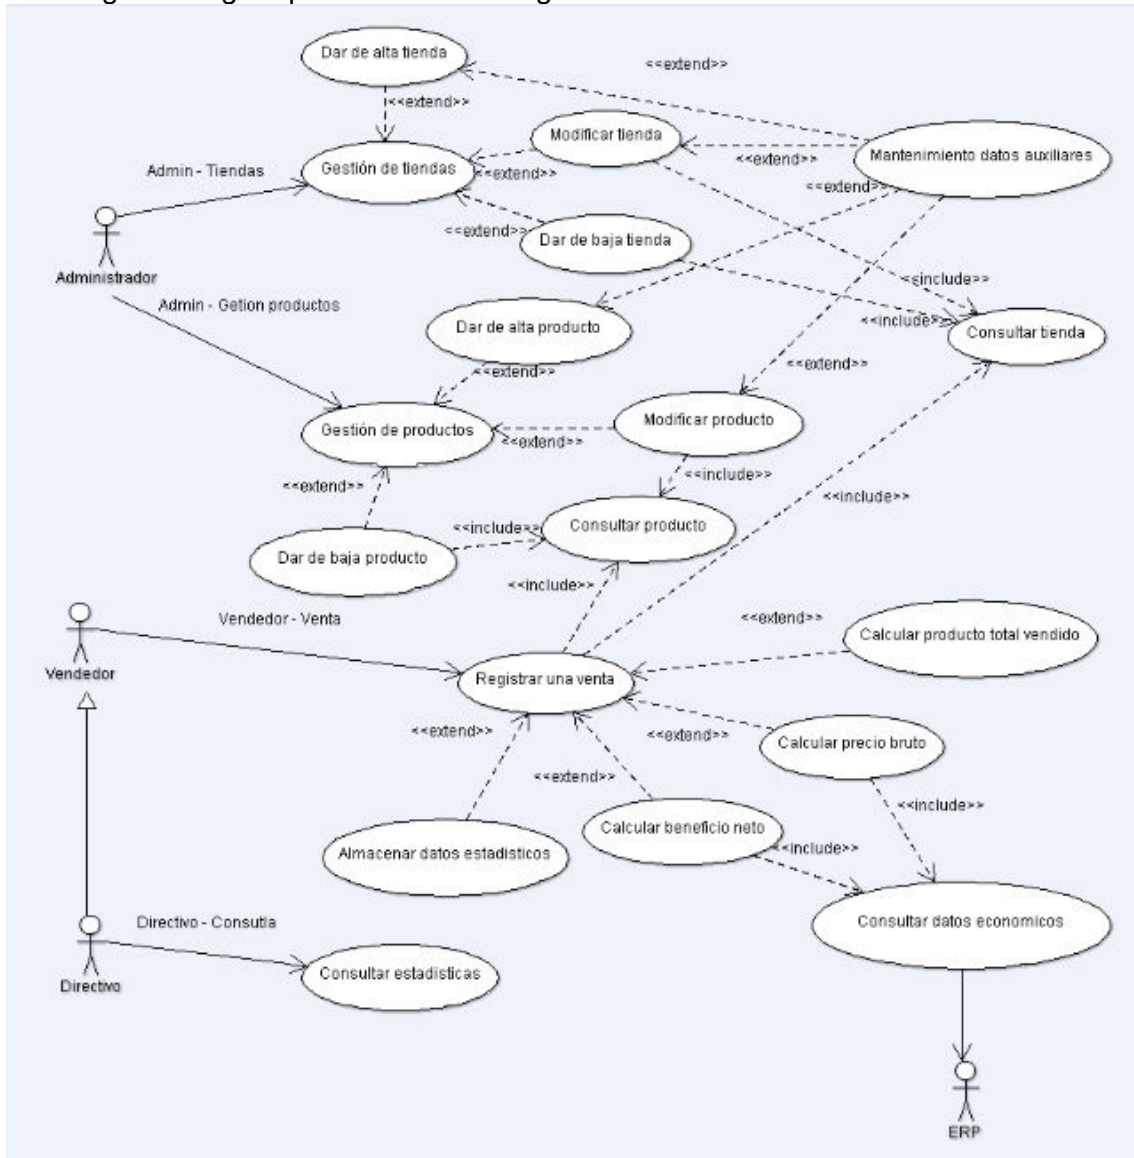 Dar de alta tienda
<<extend>>
<<extend>>
Modificar tienda
Mantenimiento datos auxiliares
<<extend>>
Admin - Tiendas
Gestión de tiendas
<<extend>>
<<extend>>
<<extend>>
Dar de baja tienda
Administrador
<<include>>
Admin - Getion productos
Dar de alta producto
<<include>>
Consultar tienda
<<extend>>
<<extend>>
Modificar producto
Gestión de productos
<<extend>>
<<include>>
<<extend>>
<<include>>
<<include>>
Consultar producto
Dar de baja producto
<<include>>
Vendedor - Venta
<<extend>>
Calcular producto total vendido
Vendedor
Registrar una venta
<<extend>>
<<extend>>
Calcular precio bruto
<<extend>>
<<include>>
Calcular beneficio neto
<<include>>
Almacenar datos estadísticos
Directivo - Consutla
Consultar datos economicos
Consultar estadísticas
Directivo
ERP